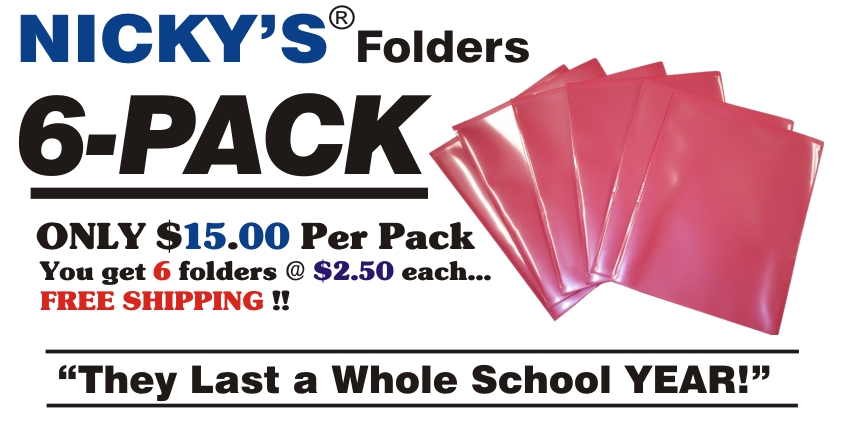 NICKY'S® Folders
6-PACK
ONLY $15.00 Per Pack
You get 6 folders @ $2.50 each...
FREE SHIPPING !!
“They Last a Whole School YEAR!”